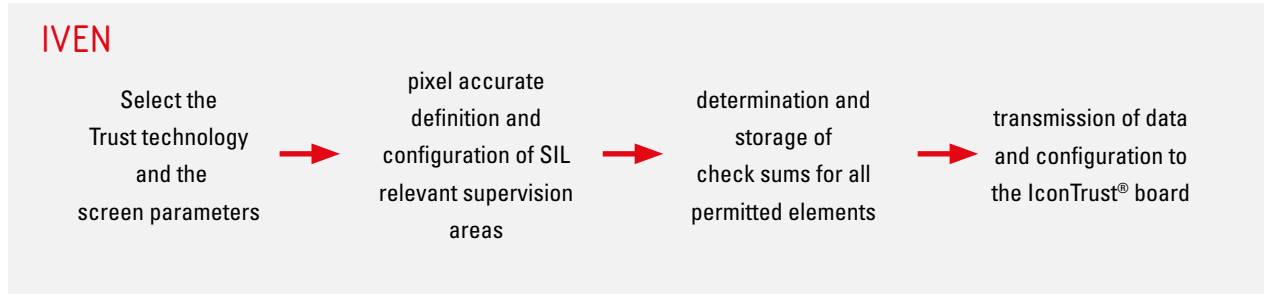 IVEN
Select the
Trust technology
and the
screen parameters
pixel accurate
definition and
configuration of SIL
relevant supervision
areas
determination and
storage of
check sums for all
permitted elements
transmission of data
and configuration to
the IconTrust® board